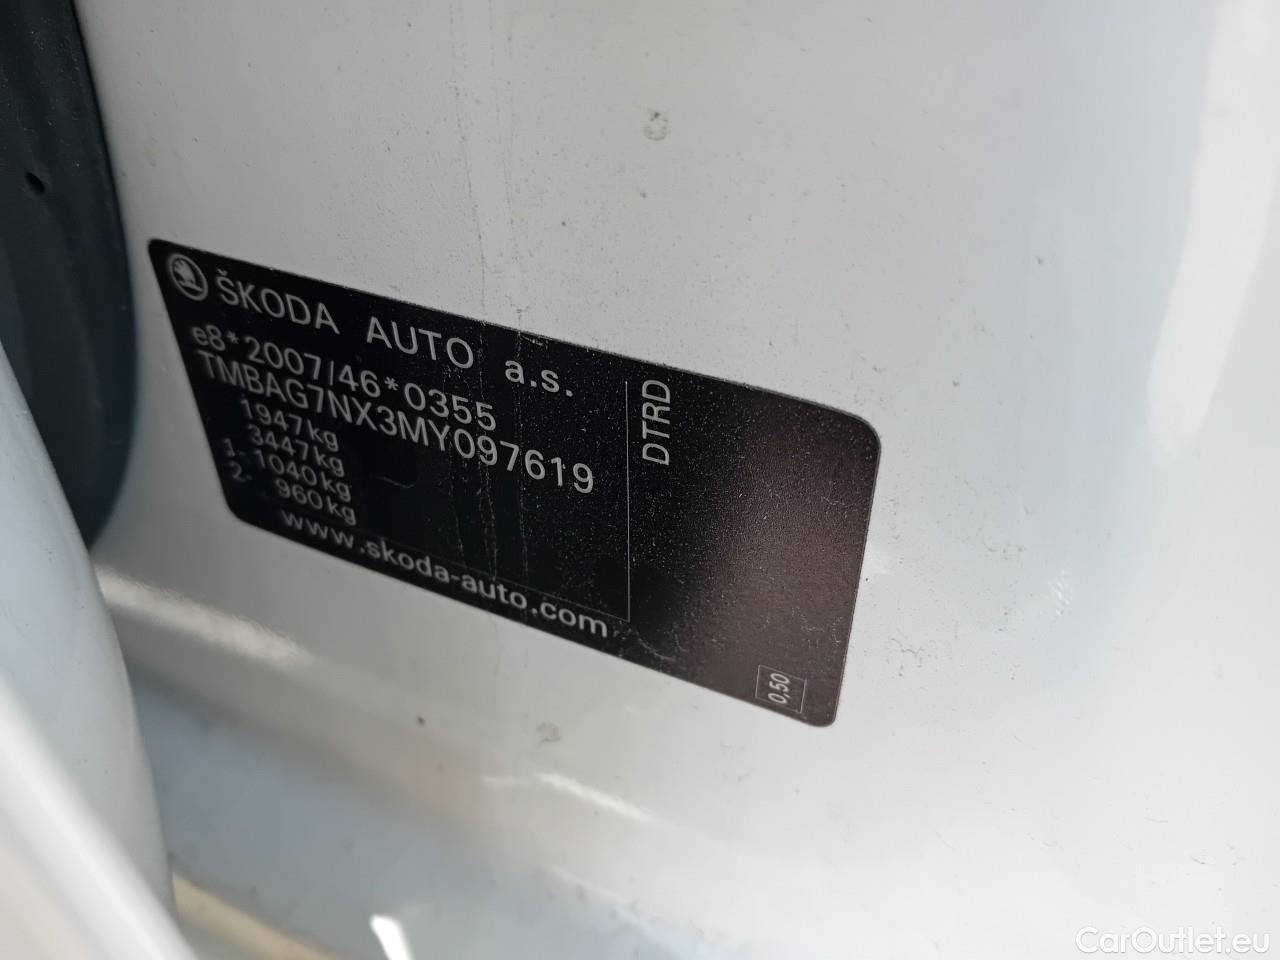 ŠKODA AUTO a.s.
e8*2007/46*0355
TMBAG7NX3MY097619
1947kg
3447kg
1- 1040kg
2- 960kg
www.skoda-auto.com
DTRD
0,50
CarOutlet.eu